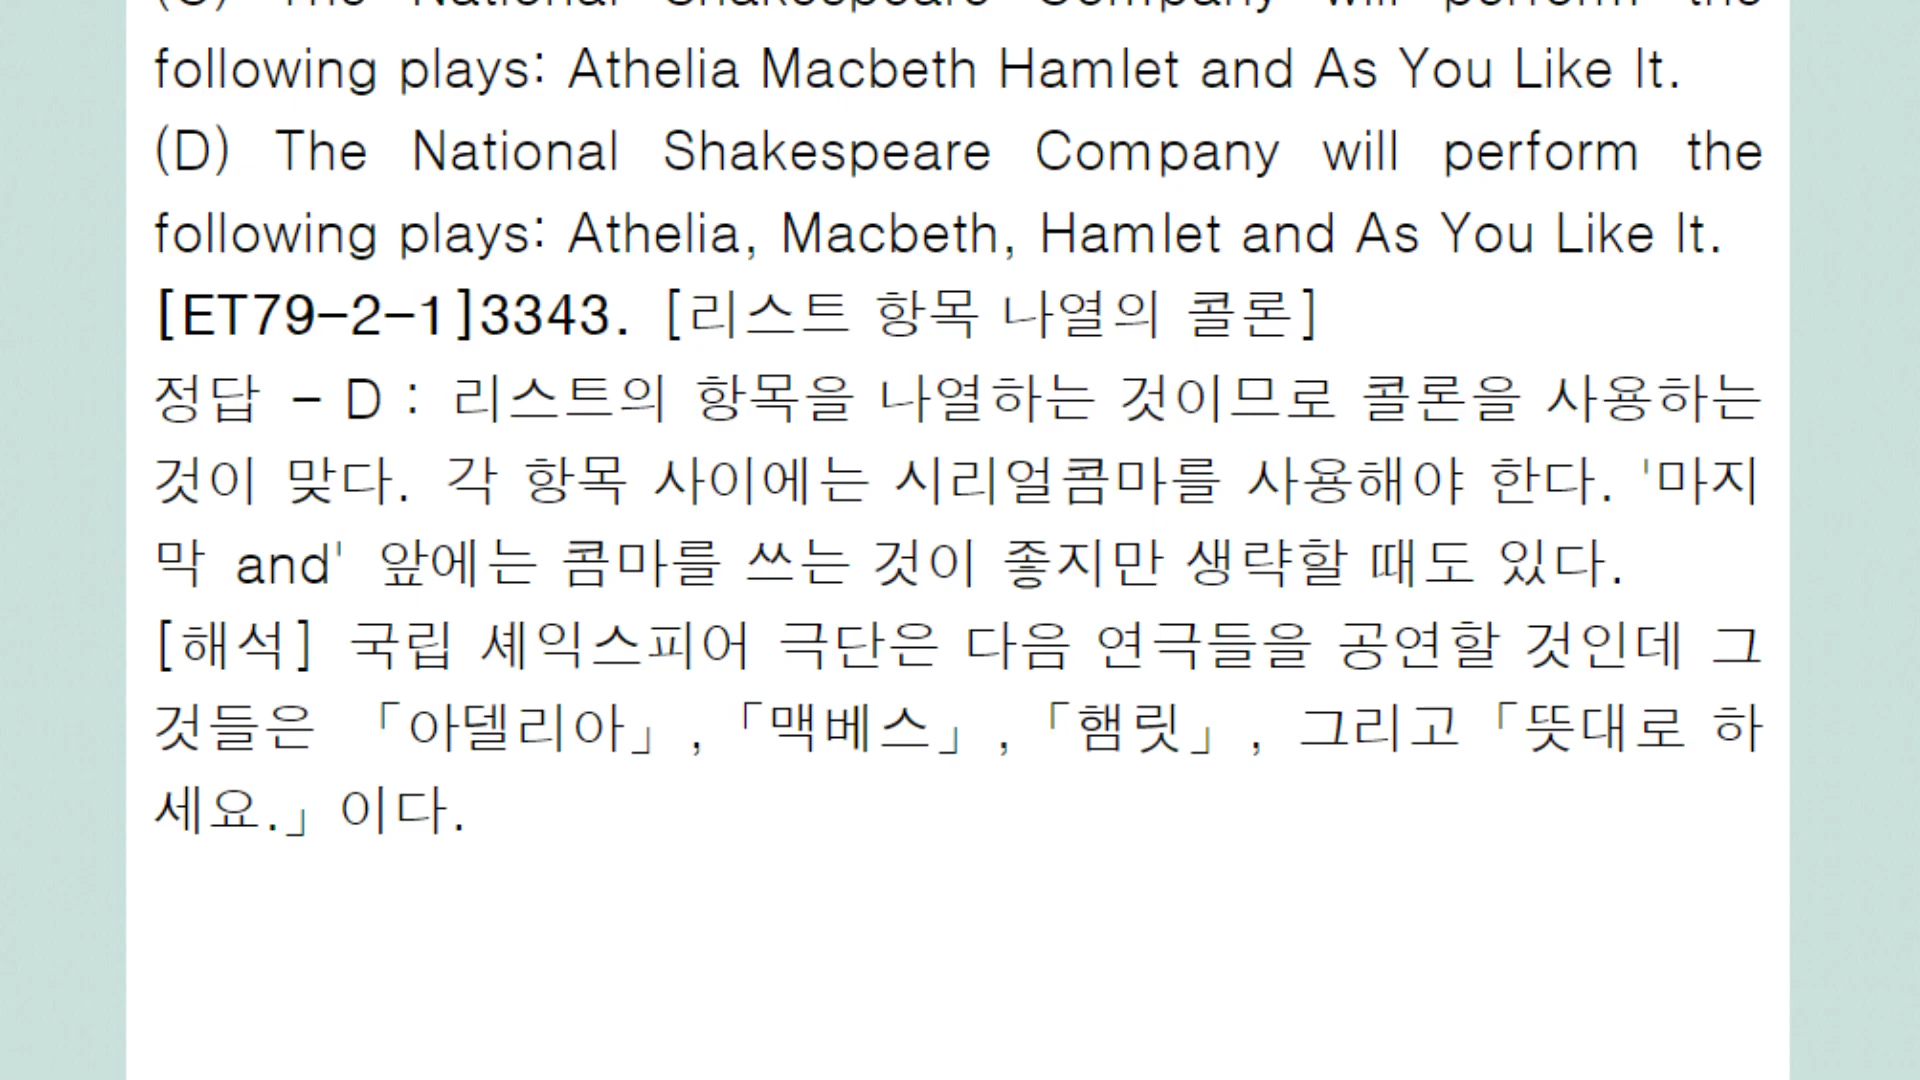 (C) The National Shakespeare Company will perform the
following plays: Athelia Macbeth Hamlet and As You Like It.
(D) The National Shakespeare Company will perform the
following plays: Athelia, Macbeth, Hamlet and As You Like It.
[ET79-2-1]3343. [리스트 항목 나열의 콜론]
정답 - D : 리스트의 항목을 나열하는 것이므로 콜론을 사용하는
것이 맞다. 각 항목 사이에는 시리얼콤마를 사용해야 한다. '마지
막 and' 앞에는 콤마를 쓰는 것이 좋지만 생략할 때도 있다.
[해석] 국립 셰익스피어 극단은 다음 연극들을 공연할 것인데 그
것들은 「아델리아」,「맥베스」,「햄릿」, 그리고「뜻대로 하
세요.」이다.